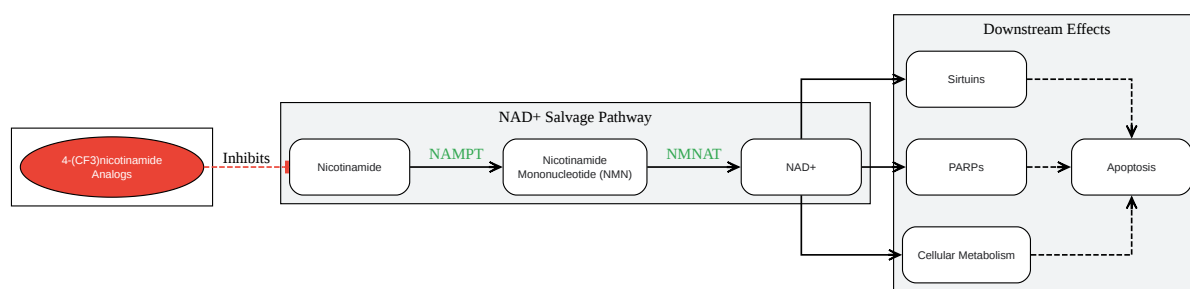 Downstream Effects
Sirtuins
NAD+ Salvage Pathway
4-(CF3)nicotinamide
Analogs
Inhibits
Nicotinamide
NAMPT
Nicotinamide
Mononucleotide (NMN)
NMNAT
NAD+
PARPs
Apoptosis
Cellular Metabolism